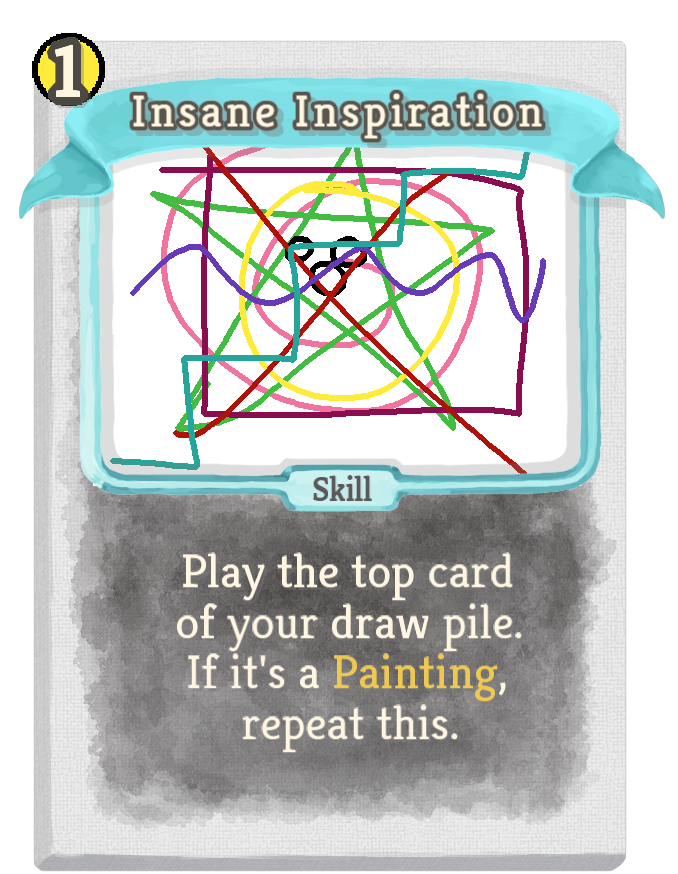 1
Insane Inspiration
Skill
Play the top card
of your draw pile.
If it's a Painting,
repeat this.